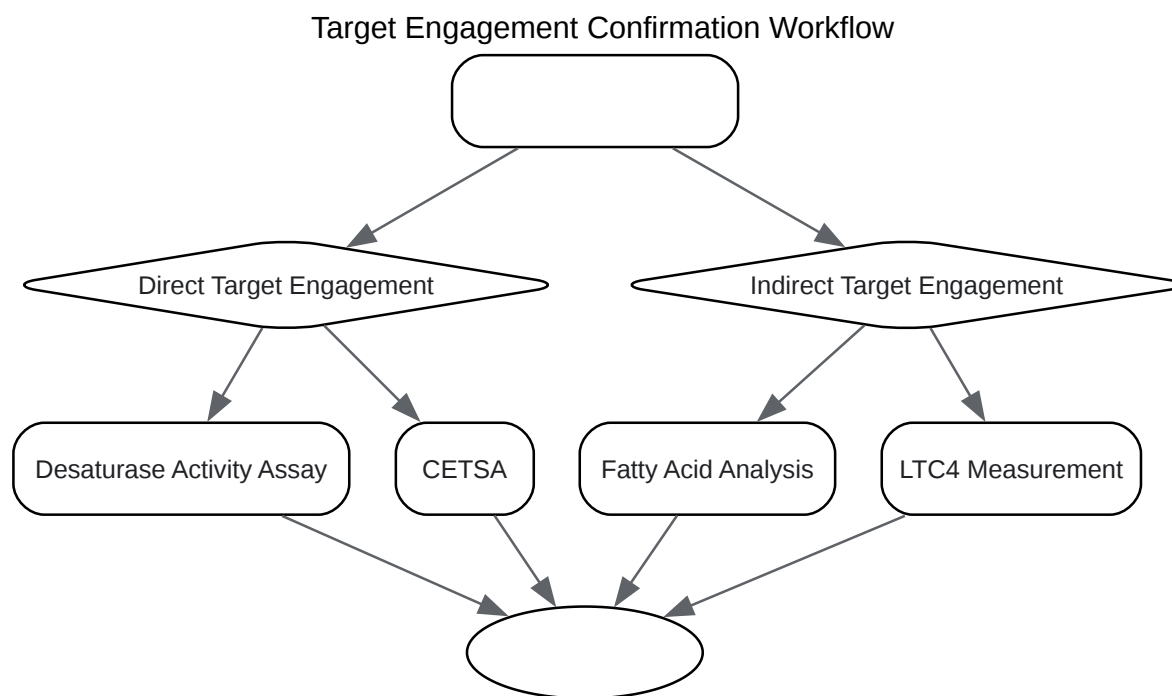 Target Engagement Confirmation Workflow
Direct Target Engagement
Indirect Target Engagement
Desaturase Activity Assay
CETSA
Fatty Acid Analysis
LTC4 Measurement